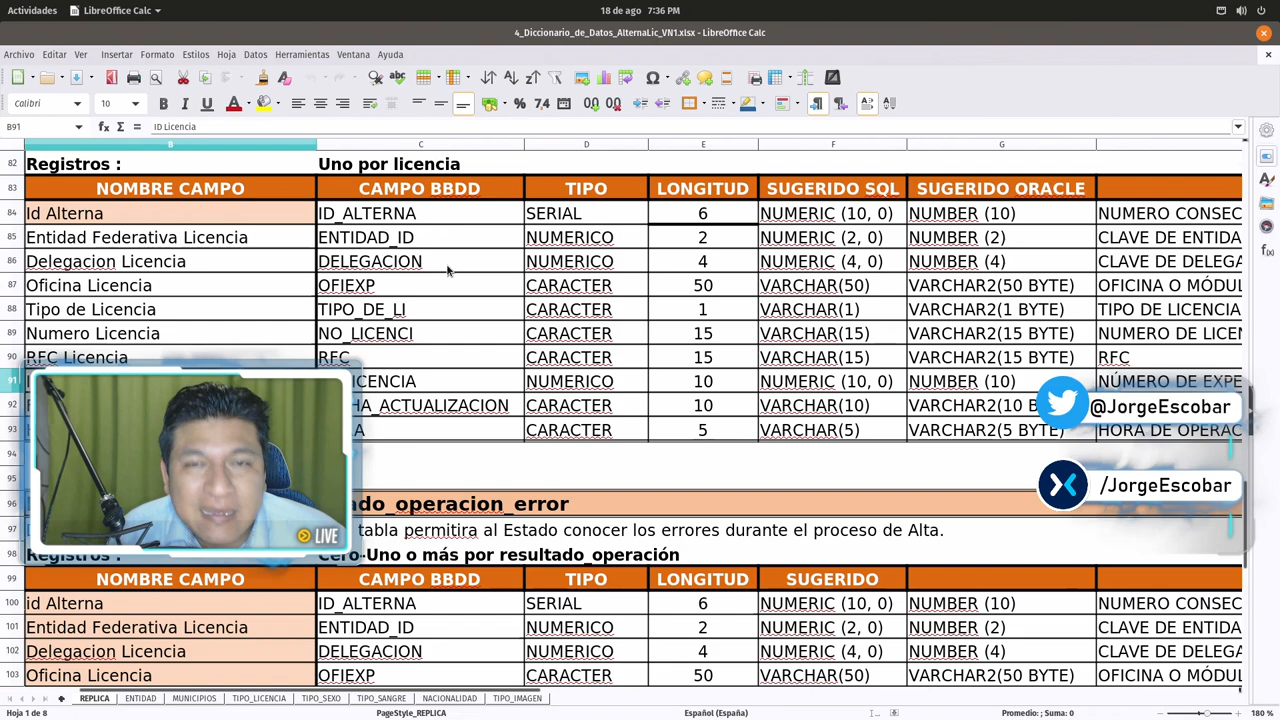 Actividades LibreOffice Calc 18 de ago 7:36 PM
4_Diccionario_de_Datos_AlternaLic_VN1.xlsx - LibreOffice Calc
Archivo Editar Ver Insertar Formato Estilos Hoja Datos Herramientas Ventana Ayuda
Calibri 10
B91 ID Licencia
B C D E F G
82 Registros : Uno por licencia
83 NOMBRE CAMPO CAMPO BBDD TIPO LONGITUD SUGERIDO SQL SUGERIDO ORACLE
84 Id Alterna ID_ALTERNA SERIAL 6 NUMERIC (10, 0) NUMBER (10) NUMERO CONSEC
85 Entidad Federativa Licencia ENTIDAD_ID NUMERICO 2 NUMERIC (2, 0) NUMBER (2) CLAVE DE ENTIDA
86 Delegacion Licencia DELEGACION NUMERICO 4 NUMERIC (4, 0) NUMBER (4) CLAVE DE DELEGA
87 Oficina Licencia OFIEXP CARACTER 50 VARCHAR(50) VARCHAR2(50 BYTE) OFICINA O MÓDUL
88 Tipo de Licencia TIPO_DE_LI CARACTER 1 VARCHAR(1) VARCHAR2(1 BYTE) TIPO DE LICENCIA
89 Numero Licencia NO_LICENCI CARACTER 15 VARCHAR(15) VARCHAR2(15 BYTE) NUMERO DE LICEN
90 RFC Licencia RFC CARACTER 15 VARCHAR(15) VARCHAR2(15 BYTE) RFC
91 ICENCIA NUMERICO 10 NUMERIC (10, 0) NUMBER (10) NÚMERO DE EXPE
92 HA_ACTUALIZACION CARACTER 10 VARCHAR(10) VARCHAR2(10 B
93 A CARACTER 5 VARCHAR(5) VARCHAR2(5 BYTE) HORA DE OPERAC
94
95
96 ado_operacion_error
97 tabla permitira al Estado conocer los errores durante el proceso de Alta.
98 Registros : Cero-Uno o más por resultado_operación
99 NOMBRE CAMPO CAMPO BBDD TIPO LONGITUD SUGERIDO
100 id Alterna ID_ALTERNA SERIAL 6 NUMERIC (10, 0) NUMBER (10) NUMERO CONSEC
101 Entidad Federativa Licencia ENTIDAD_ID NUMERICO 2 NUMERIC (2, 0) NUMBER (2) CLAVE DE ENTIDA
102 Delegacion Licencia DELEGACION NUMERICO 4 NUMERIC (4, 0) NUMBER (4) CLAVE DE DELEGA
103 Oficina Licencia OFIEXP CARACTER 50 VARCHAR(50) VARCHAR2(50 BYTE) OFICINA O MÓDUL
@JorgeEscobar
/JorgeEscobar
LIVE
REPLICA ENTIDAD MUNICIPIOS TIPO_LICENCIA TIPO_SEXO TIPO_SANGRE NACIONALIDAD TIPO_IMAGEN
Hoja 1 de 8 PageStyle_REPLICA Español (España) Promedio: ; Suma: 0 180 %